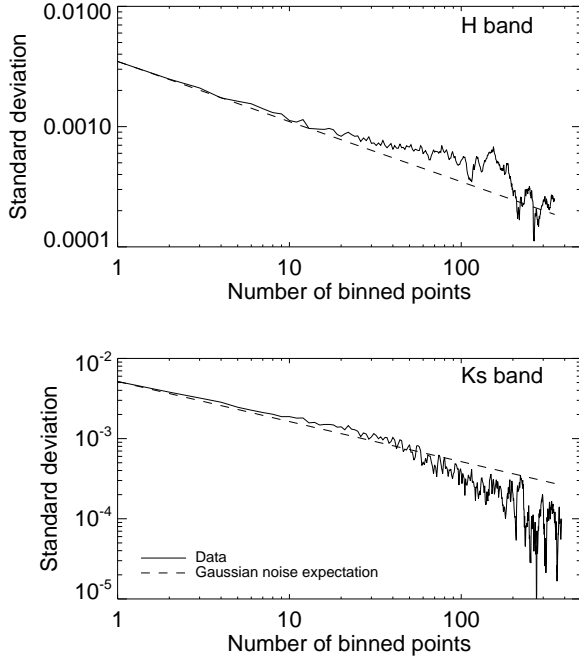 H band
0.0100
0.0010
0.0001
Standard deviation
1
10
100
Number of binned points
Ks band
10^-2
10^-3
10^-4
10^-5
Standard deviation
Data
Gaussian noise expectation
1
10
100
Number of binned points